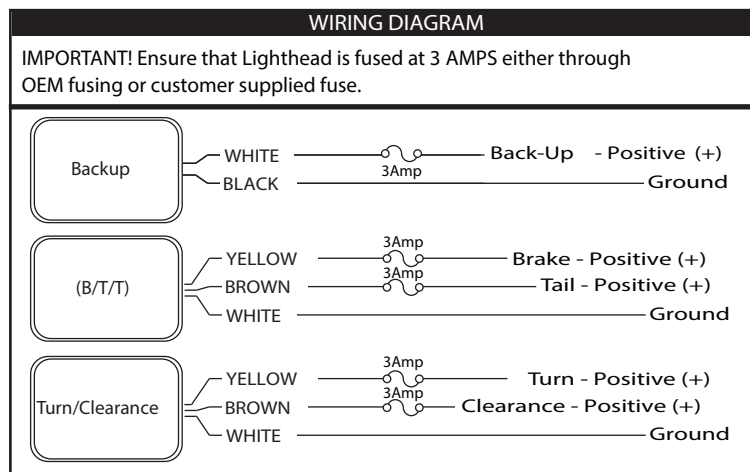 WIRING DIAGRAM
IMPORTANT! Ensure that Lighthead is fused at 3 AMPS either through
OEM fusing or customer supplied fuse.
Backup
WHITE 3Amp Back-Up - Positive (+)
BLACK Ground
(B/T/T)
YELLOW 3Amp Brake - Positive (+)
BROWN 3Amp Tail - Positive (+)
WHITE Ground
Turn/Clearance
YELLOW 3Amp Turn - Positive (+)
BROWN 3Amp Clearance - Positive (+)
WHITE Ground